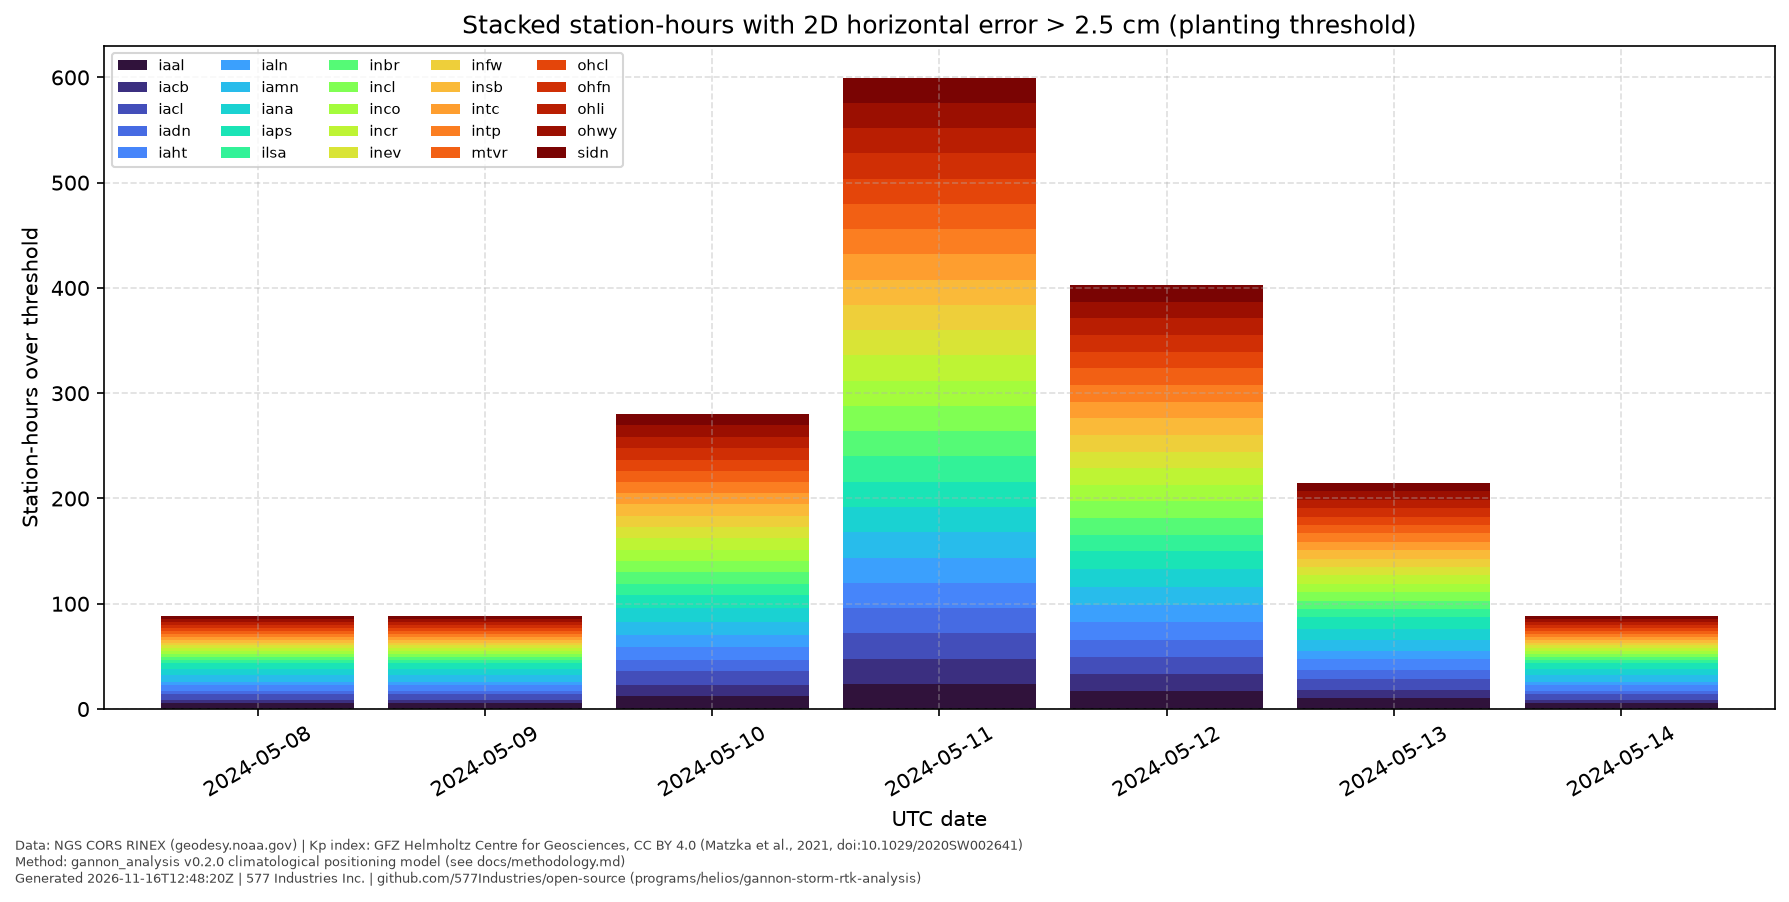 Stacked station-hours with 2D horizontal error > 2.5 cm (planting threshold)
Station-hours over threshold
600
500
400
300
200
100
0
iaal
iacb
iacl
iadn
iaht
ialn
iamn
iana
iaps
ilsa
inbr
incl
inco
incr
inev
infw
insb
intc
intp
mtvr
ohcl
ohfn
ohli
ohwy
sidn
2024-05-08
2024-05-09
2024-05-10
2024-05-11
2024-05-12
2024-05-13
2024-05-14
UTC date
Data: NGS CORS RINEX (geodesy.noaa.gov) | Kp index: GFZ Helmholtz Centre for Geosciences, CC BY 4.0 (Matzka et al., 2021, doi:10.1029/2020SW002641)
Method: gannon_analysis v0.2.0 climatological positioning model (see docs/methodology.md)
Generated 2026-11-16T12:48:20Z | 577 Industries Inc. | github.com/577Industries/open-source (programs/helios/gannon-storm-rtk-analysis)